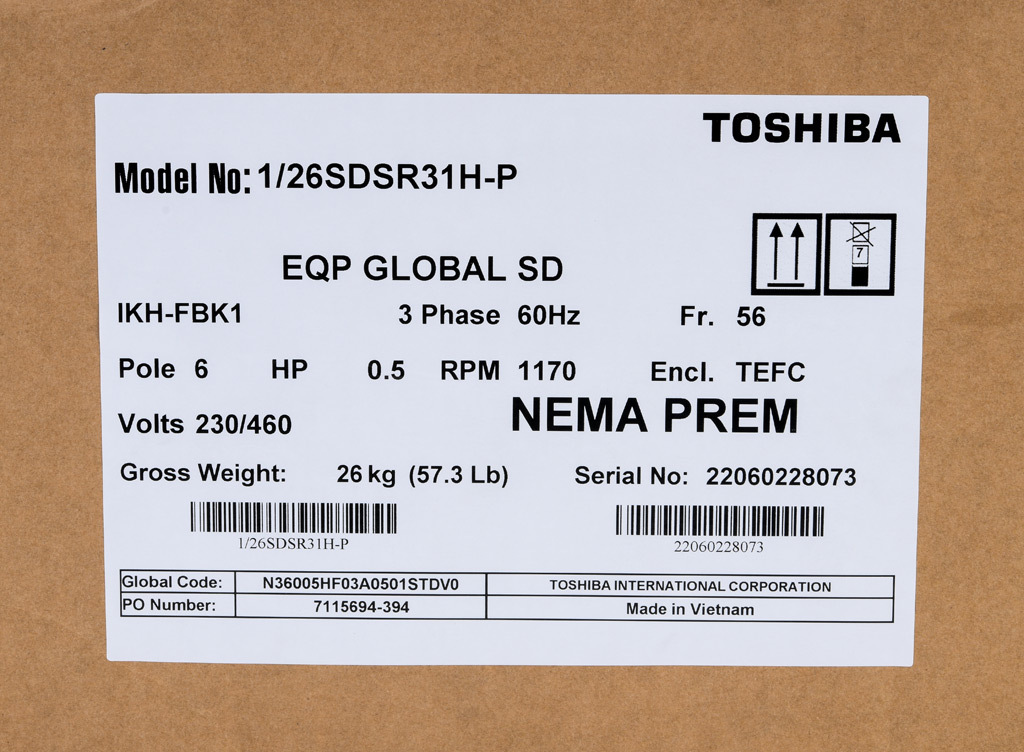 TOSHIBA
Model No: 1/26SDSR31H-P
7
EQP GLOBAL SD
IKH-FBK1 3 Phase 60Hz Fr. 56
Pole 6 HP 0.5 RPM 1170 Encl. TEFC
Volts 230/460 NEMA PREM
Gross Weight: 26 kg (57.3 Lb) Serial No: 22060228073
1/26SDSR31H-P 22060228073
Global Code: N36005HF03A0501STDV0 TOSHIBA INTERNATIONAL CORPORATION
PO Number: 7115694-394 Made in Vietnam